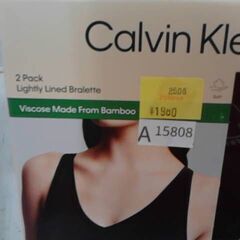 Calvin Kle
2 Pack
Lightly Lined Bralette
Viscose Made From Bamboo
¥1980
A 15808